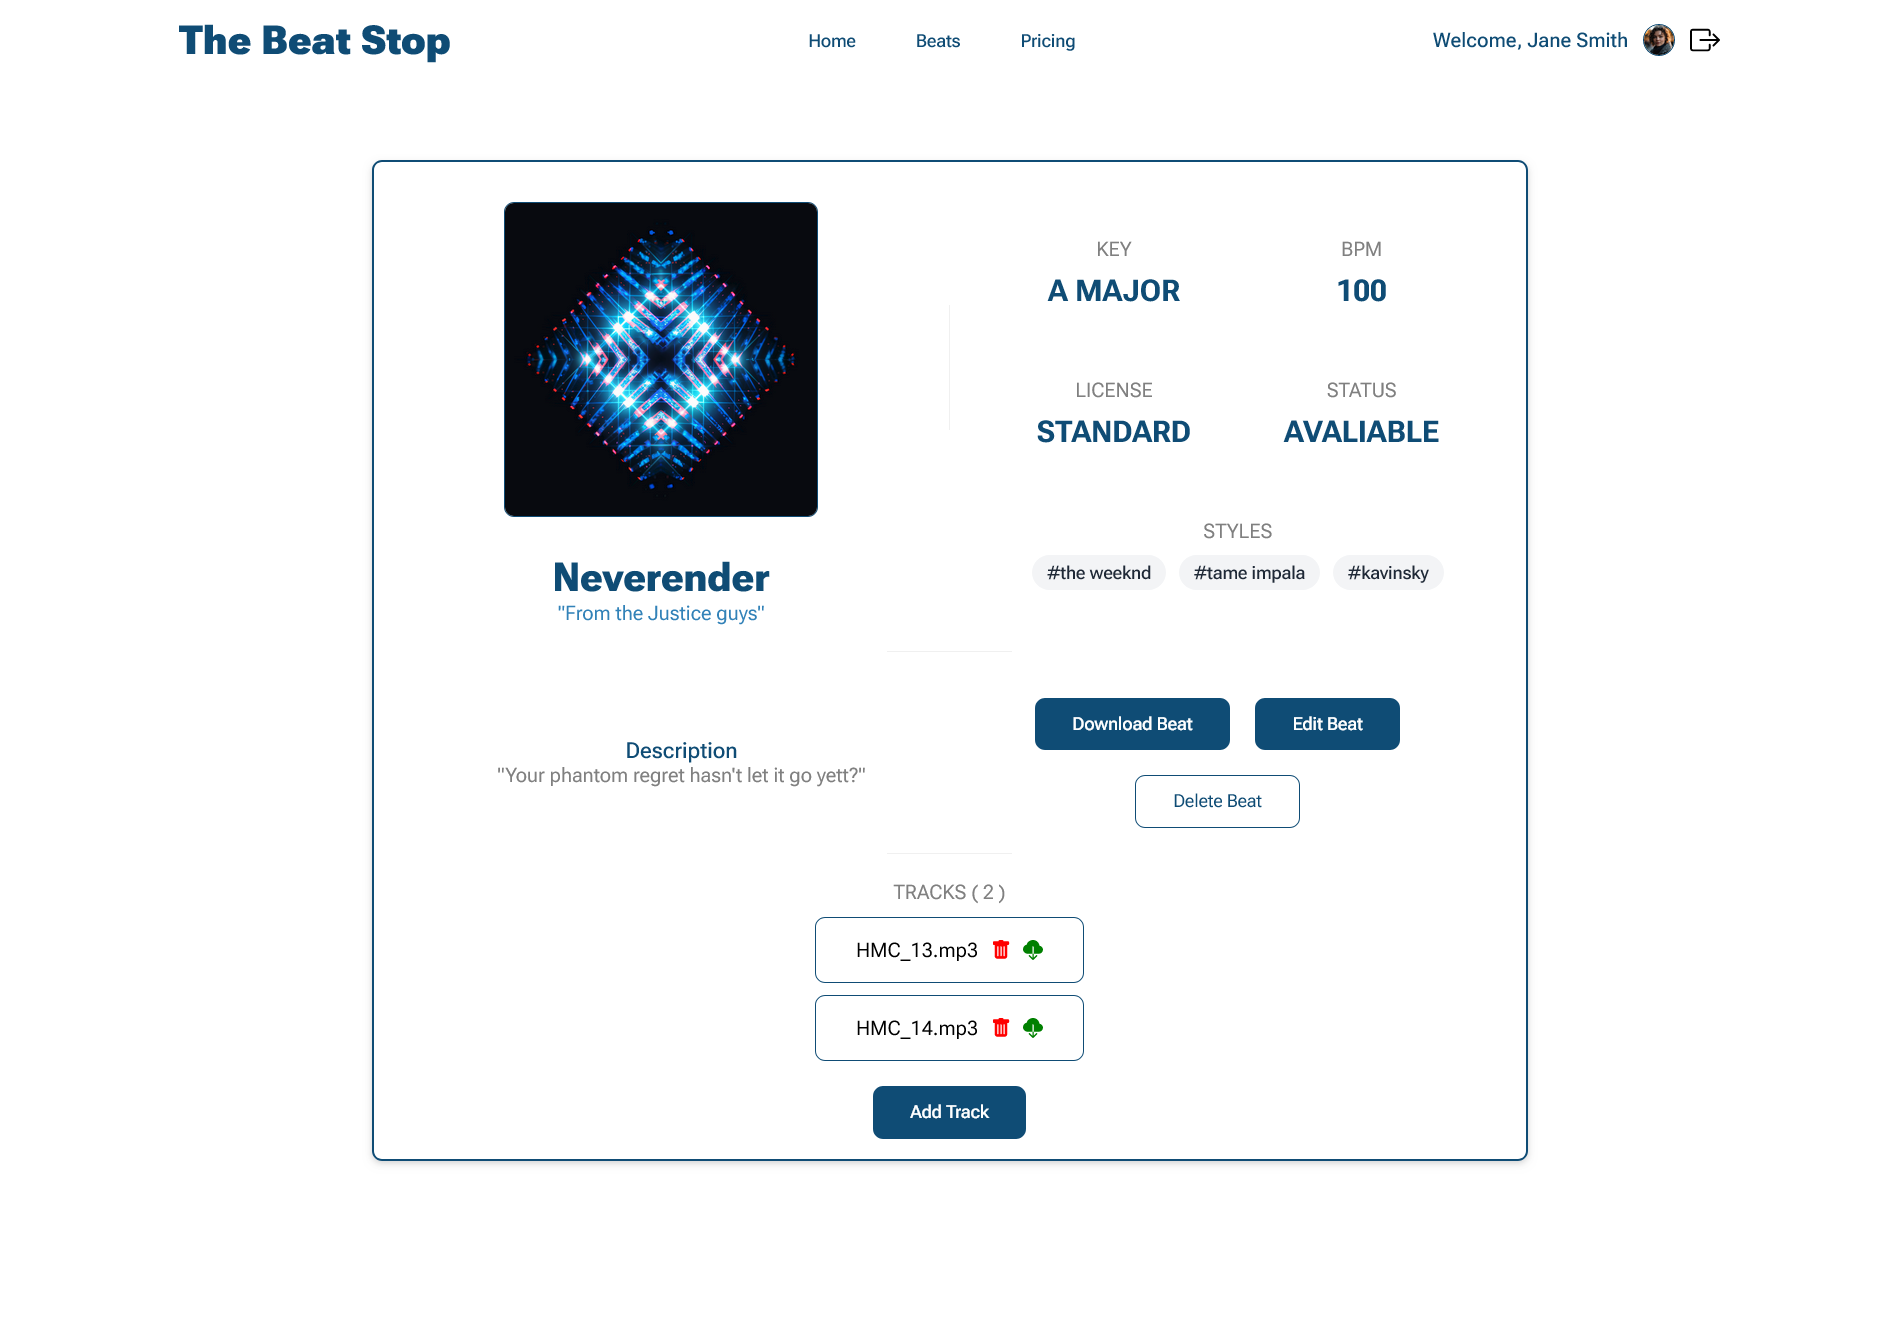 The Beat Stop
Home Beats Pricing
Welcome, Jane Smith
KEY
A MAJOR
BPM
100
LICENSE
STANDARD
STATUS
AVALIABLE
STYLES
#the weeknd #tame impala #kavinsky
Neverender
"From the Justice guys"
Description
"Your phantom regret hasn't let it go yett?"
Download Beat
Edit Beat
Delete Beat
TRACKS ( 2 )
HMC_13.mp3
HMC_14.mp3
Add Track